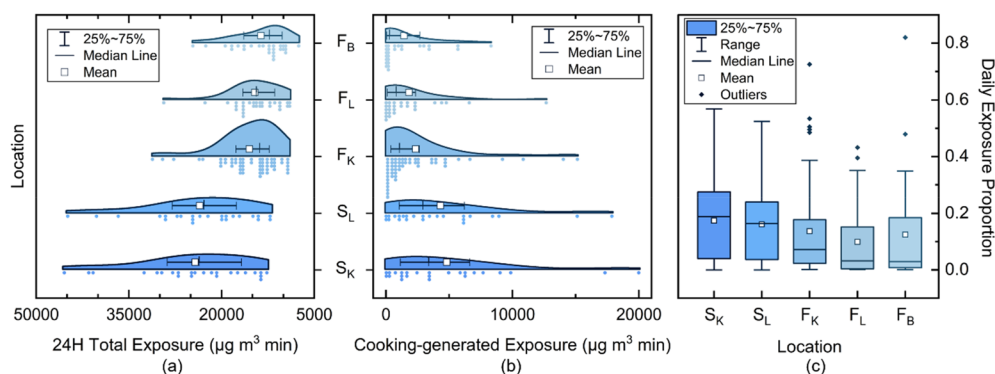 25%~75%
Median Line
Mean
Location
50000
35000
20000
5000
24H Total Exposure (µg m³ min)
(a)
F_B
F_L
F_K
S_L
S_K
25%~75%
Median Line
Mean
0
10000
20000
Cooking-generated Exposure (µg m³ min)
(b)
25%~75%
Range
Median Line
Mean
Outliers
0.8
0.6
0.4
0.2
0.0
Daily Exposure Proportion
S_K
S_L
F_K
F_L
F_B
Location
(c)